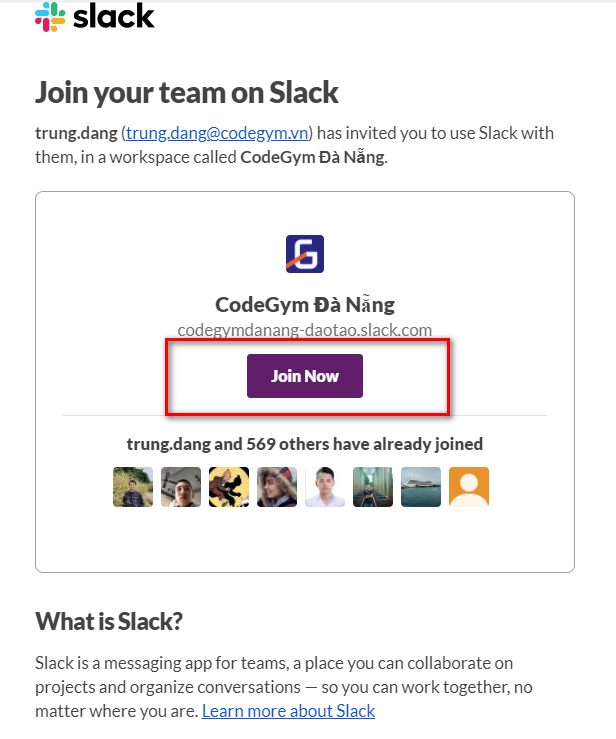 slack
Join your team on Slack
trung.dang (trung.dang@codegym.vn) has invited you to use Slack with
them, in a workspace called CodeGym Đà Nẵng.
G
CodeGym Đà Nẵng
codegymdanang-daotao.slack.com
Join Now
trung.dang and 569 others have already joined
What is Slack?
Slack is a messaging app for teams, a place you can collaborate on
projects and organize conversations — so you can work together, no
matter where you are. Learn more about Slack